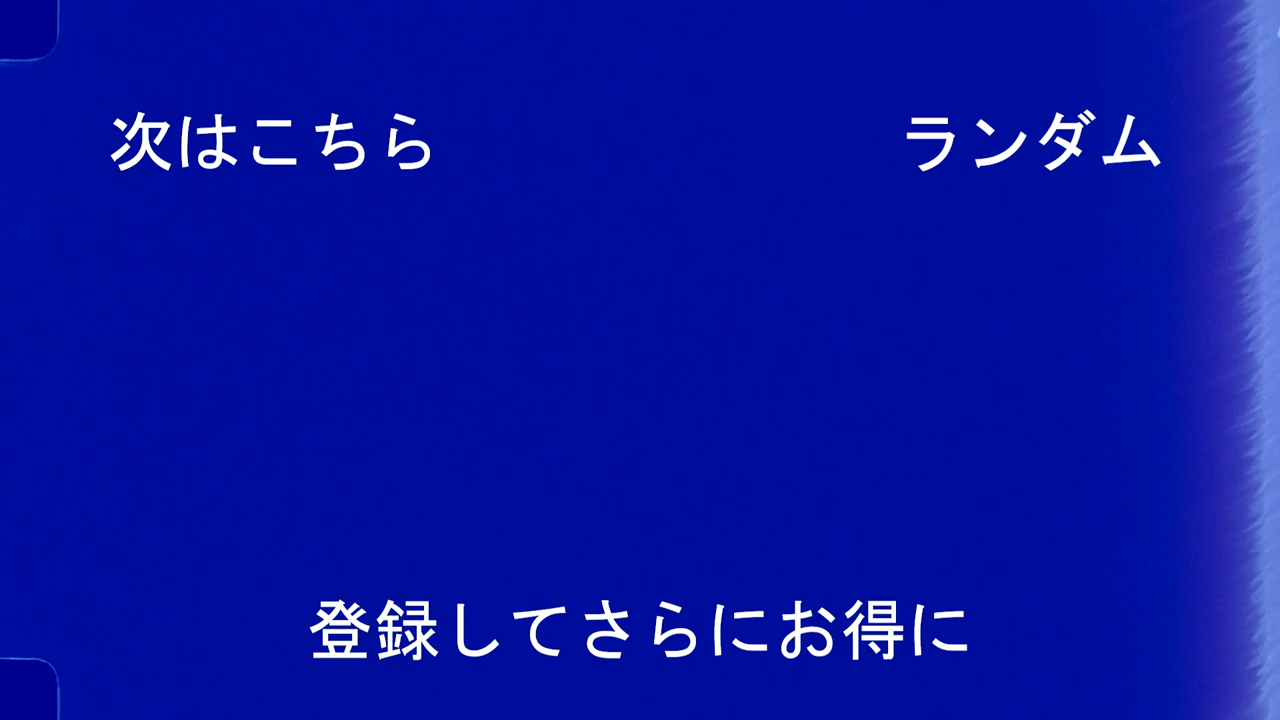 次はこちら
ランダム
登録してさらにお得に